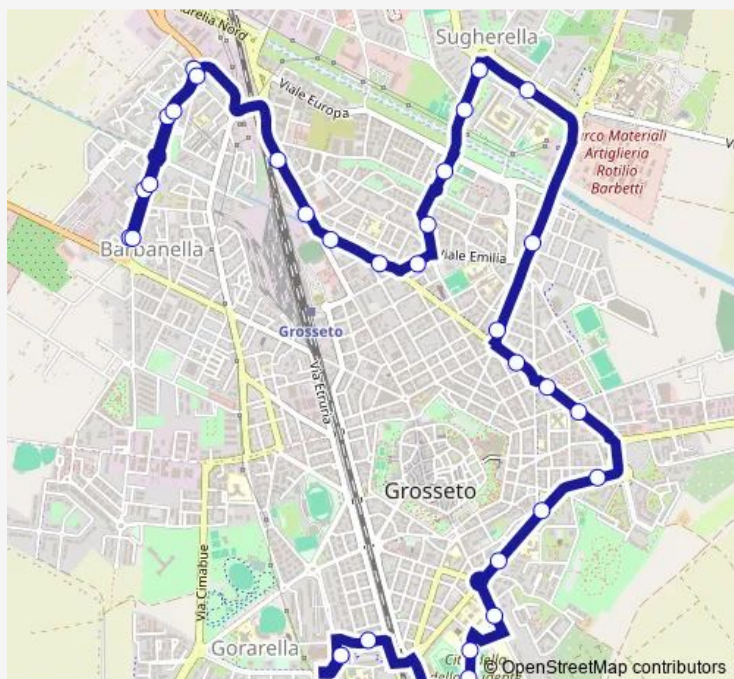 Aurelia Nord
Sugherella
Viale Europa
rco Materiali
Artiglieria
Rotilio
Barbetti
V
Barbanella
Viale Emilia
Grosseto
Via Etruria
Grosseto
Via Cimabue
Gorarella
© OpenStreetMap contributors